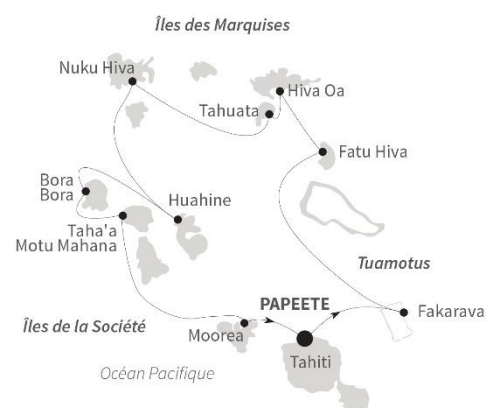 Îles des Marquises
Nuku Hiva
Hiva Oa
Tahuata
Fatu Hiva
Bora
Bora
Huahine
Taha'a
Motu Mahana
Tuamotus
PAPEETE
Fakarava
Îles de la Société
Moorea
Tahiti
Océan Pacifique